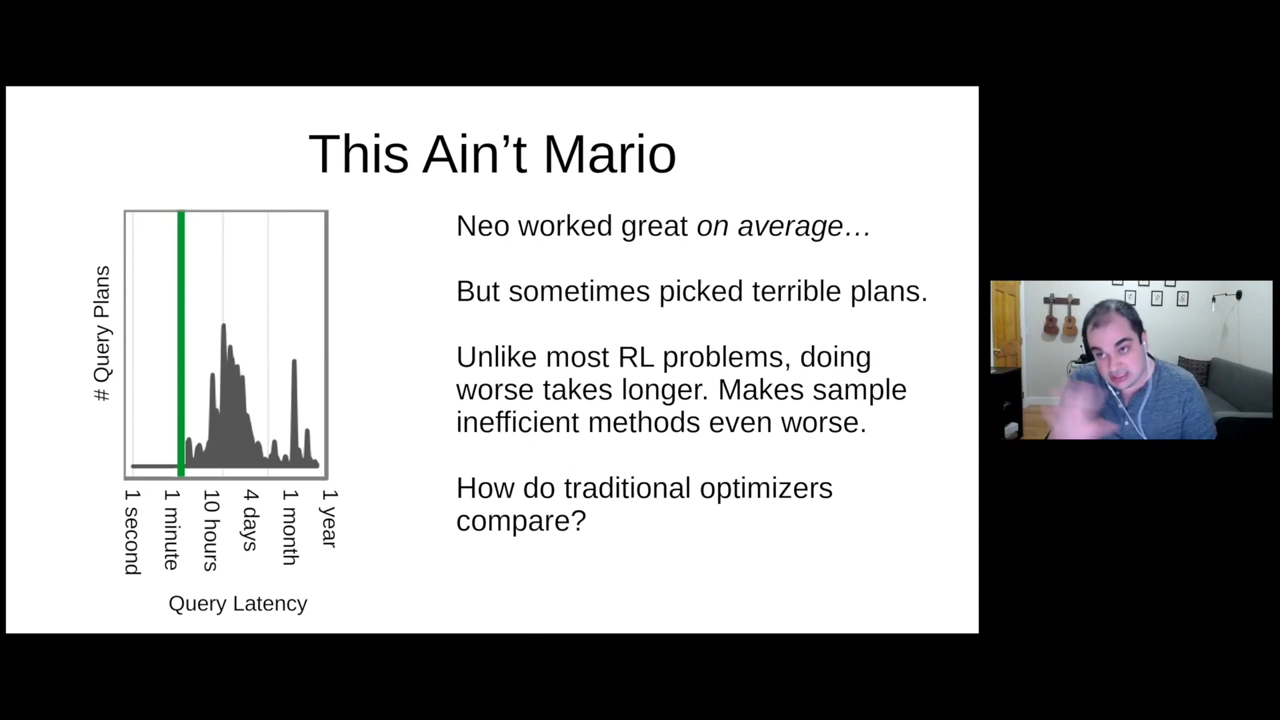 This Ain’t Mario
# Query Plans
1 second
1 minute
10 hours
4 days
1 month
1 year
Query Latency
Neo worked great on average…
But sometimes picked terrible plans.
Unlike most RL problems, doing
worse takes longer. Makes sample
inefficient methods even worse.
How do traditional optimizers
compare?